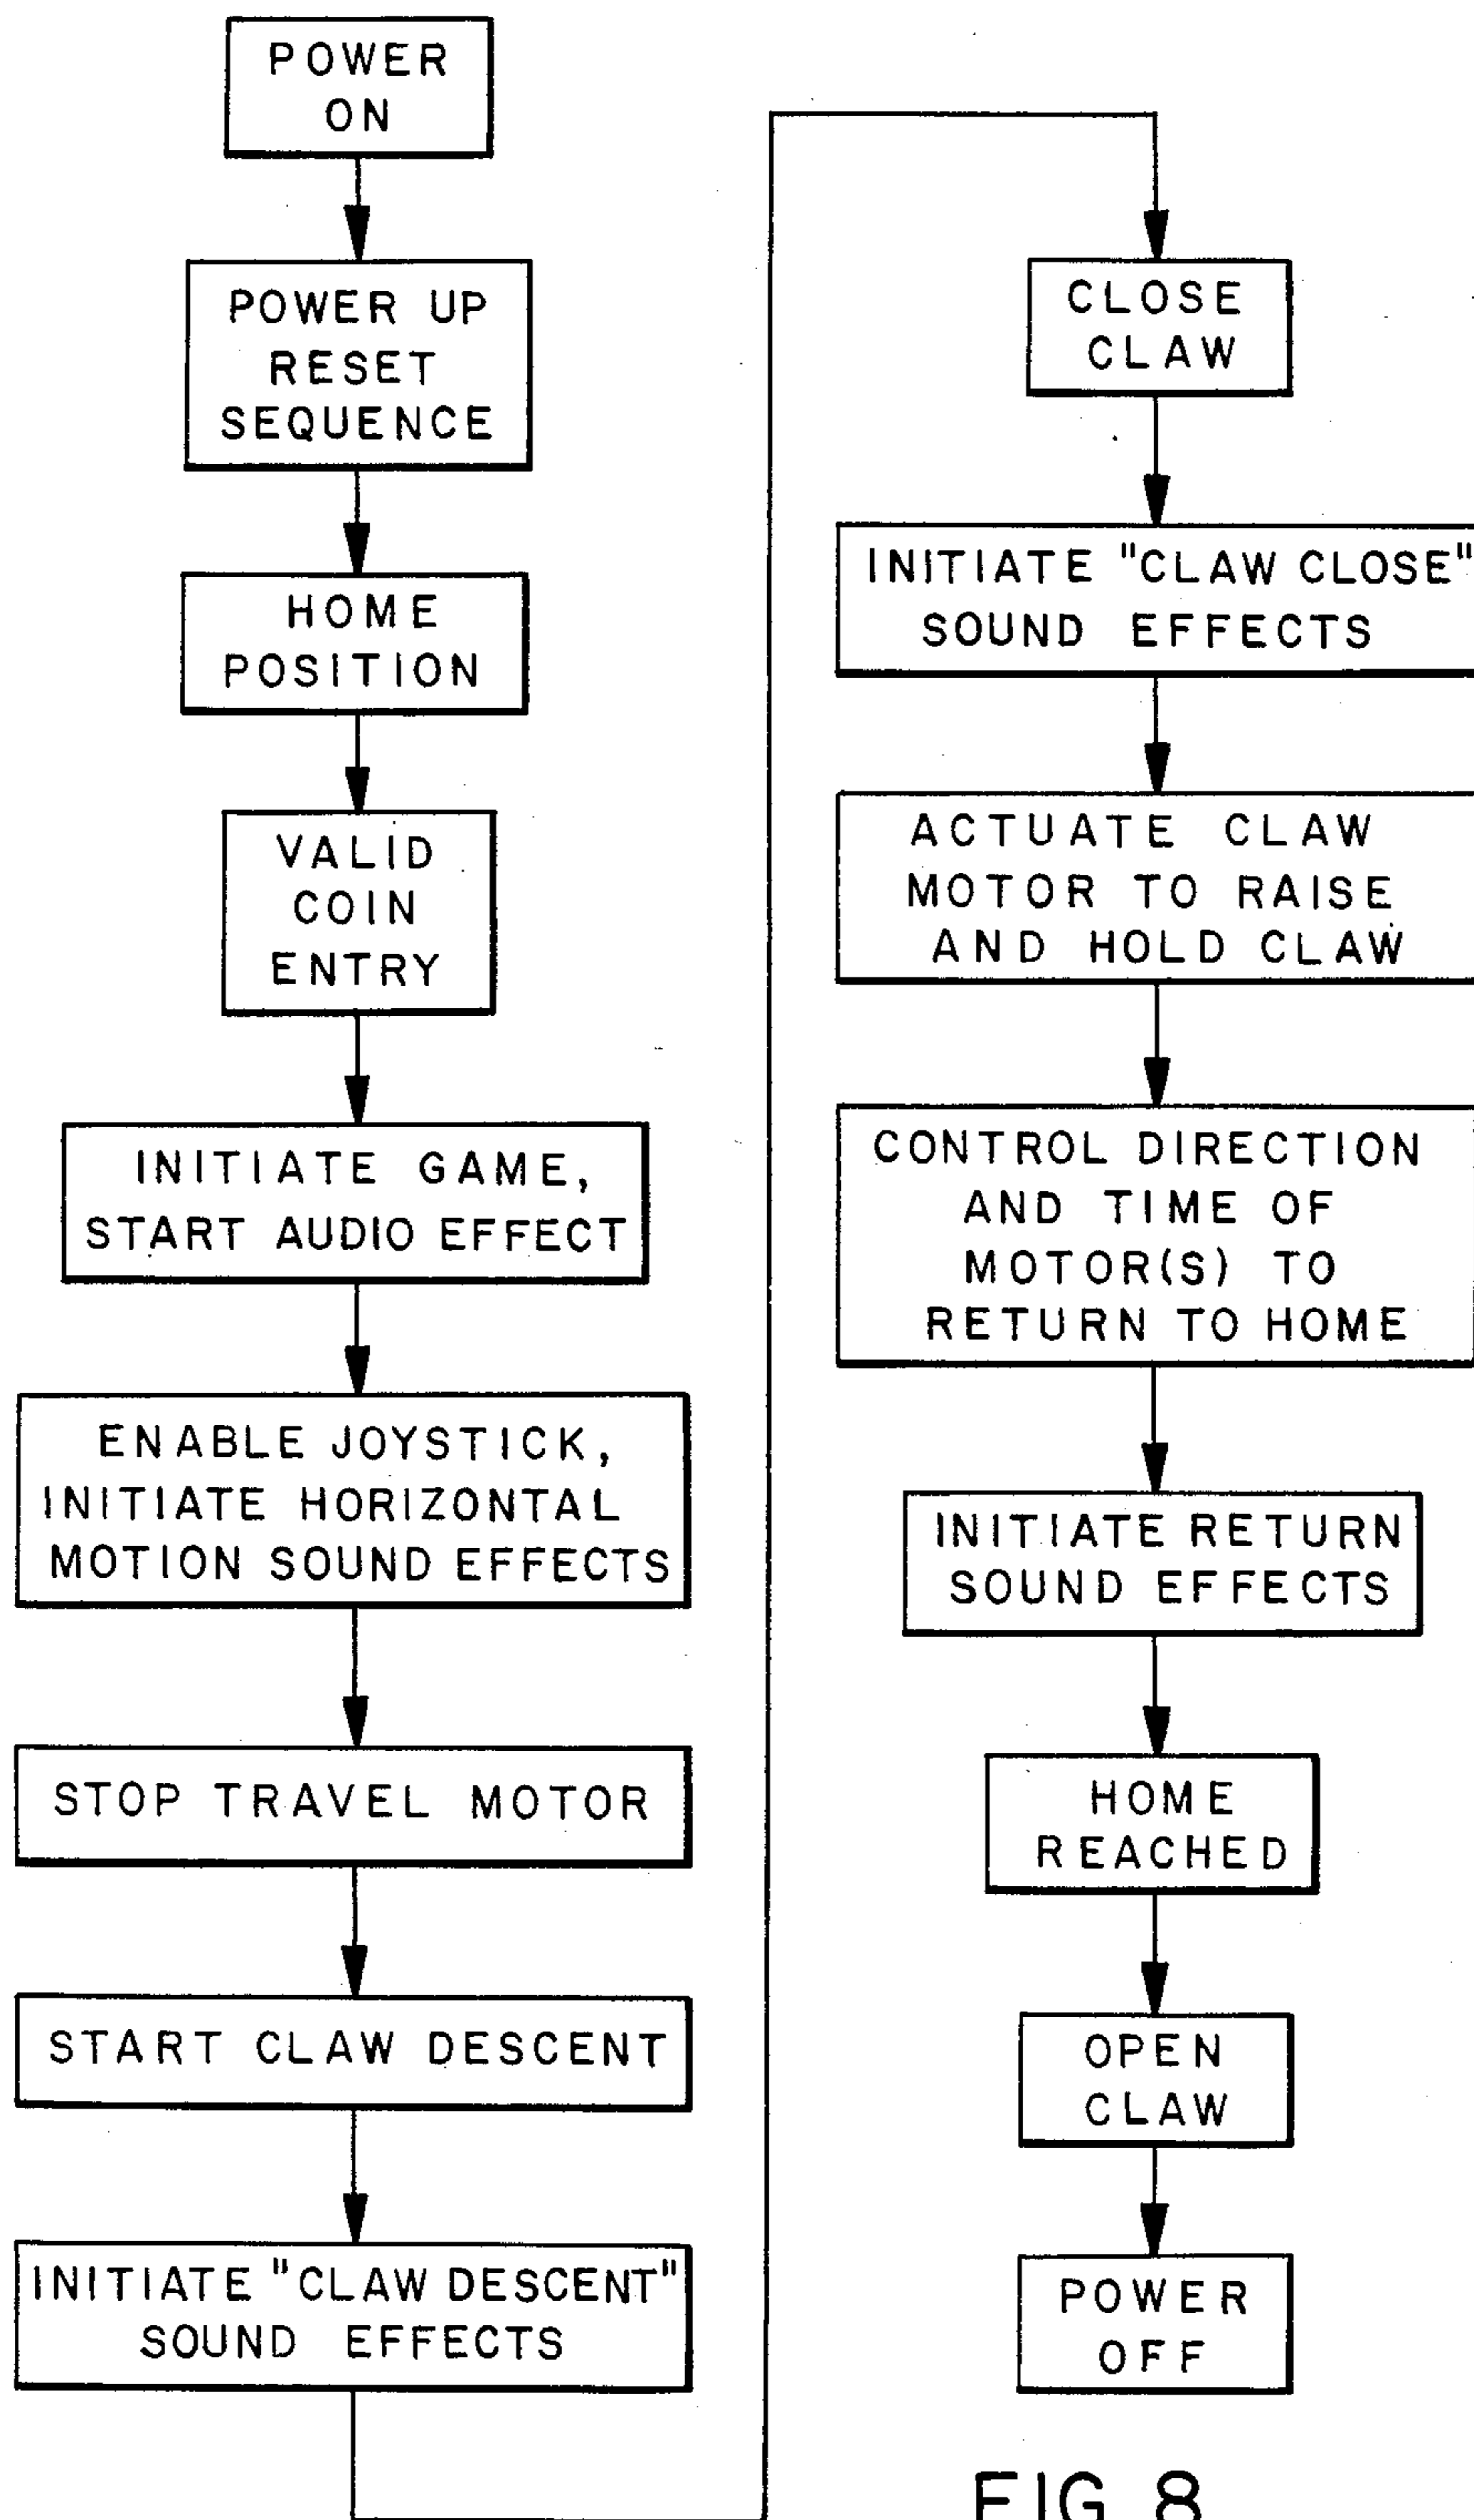 POWER
ON
POWER UP
RESET
SEQUENCE
HOME
POSITION
VALID
COIN
ENTRY
INITIATE GAME,
START AUDIO EFFECT
ENABLE JOYSTICK,
INITIATE HORIZONTAL
MOTION SOUND EFFECTS
STOP TRAVEL MOTOR
START CLAW DESCENT
INITIATE "CLAW DESCENT"
SOUND EFFECTS
CLOSE
CLAW
INITIATE "CLAW CLOSE"
SOUND EFFECTS
ACTUATE CLAW
MOTOR TO RAISE
AND HOLD CLAW
CONTROL DIRECTION
AND TIME OF
MOTOR(S) TO
RETURN TO HOME
INITIATE RETURN
SOUND EFFECTS
HOME
REACHED
OPEN
CLAW
POWER
OFF
FIG 8